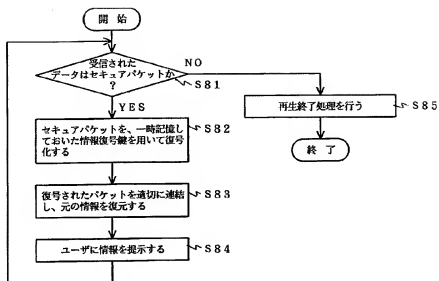 開始
受信された
データはセキュアパケットか
?
S81
NO
YES
セキュアパケットを、一時記憶し
ておいた情報復号鍵を用いて復号
化する
S82
復号されたパケットを適切に連結
し、元の情報を復元する
S83
ユーザに情報を提示する
S84
再生終了処理を行う
S85
終了